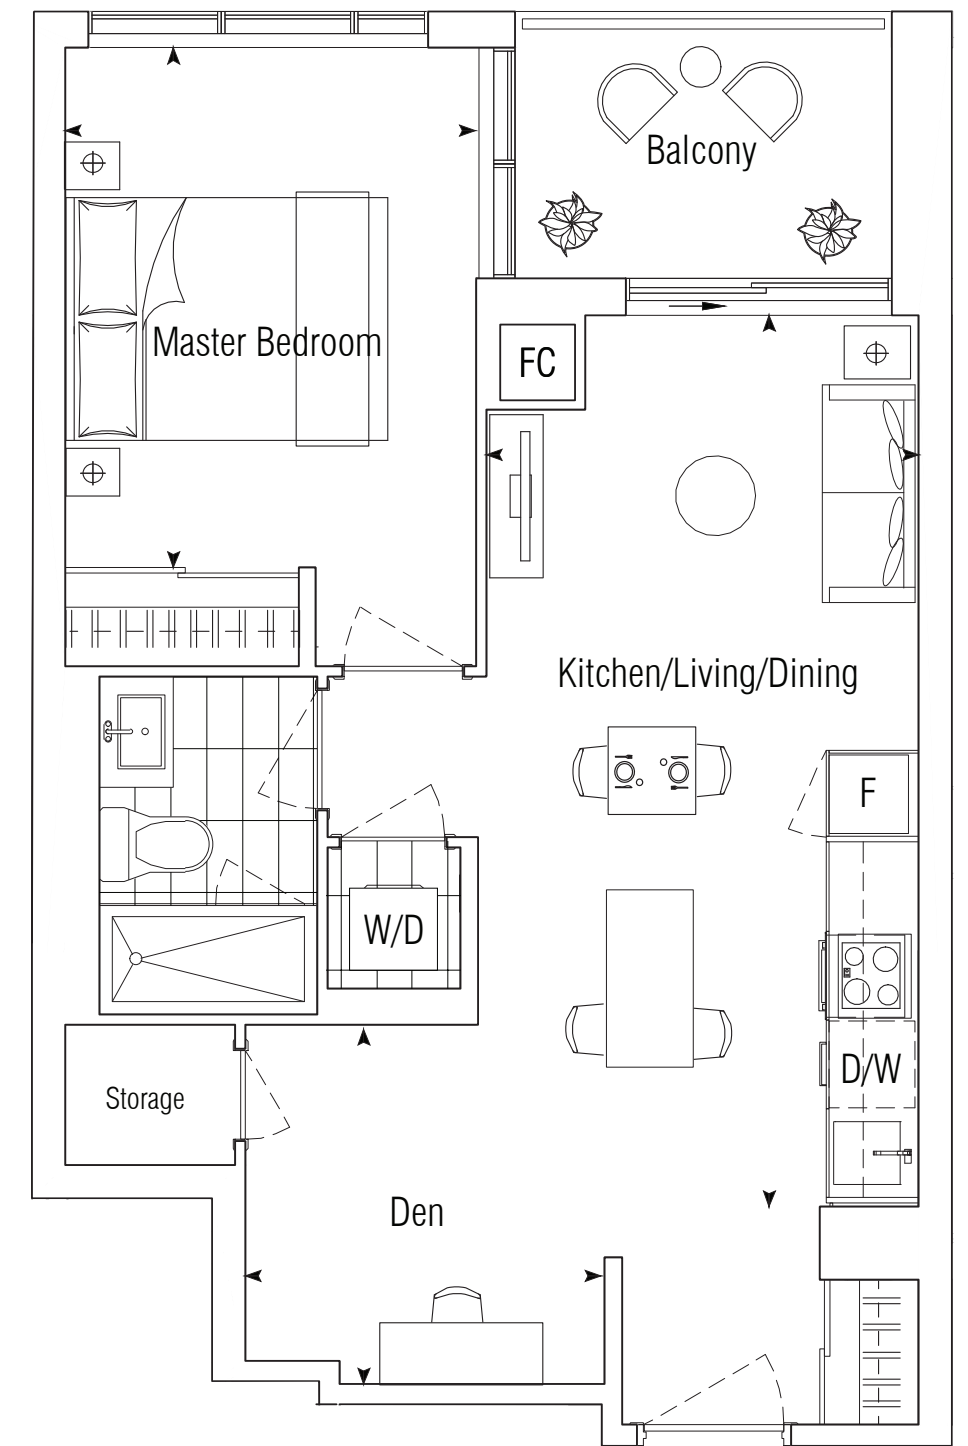 Balcony
Master Bedroom
FC
Kitchen/Living/Dining
F
W/D
D/W
Storage
Den